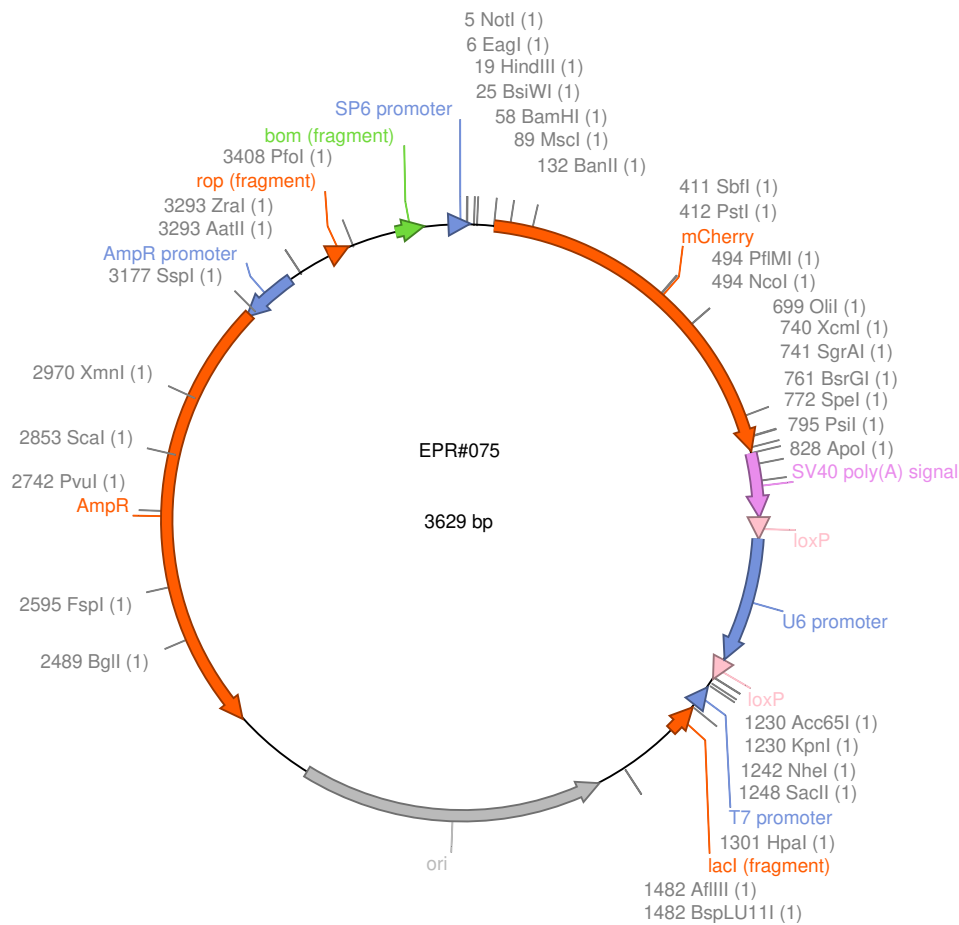 5 NotI (1)
6 EagI (1)
19 HindIII (1)
25 BsiWI (1)
58 BamHI (1)
89 MscI (1)
132 BanII (1)
411 SbfI (1)
412 PstI (1)
mCherry
494 PflMI (1)
494 NcoI (1)
699 OliI (1)
740 XcmI (1)
741 SgrAI (1)
761 BsrGI (1)
772 SpeI (1)
795 PsiI (1)
828 ApoI (1)
SV40 poly(A) signal
loxP
U6 promoter
loxP
1230 Acc65I (1)
1230 KpnI (1)
1242 NheI (1)
1248 SacII (1)
T7 promoter
1301 HpaI (1)
lacI (fragment)
1482 AflIII (1)
1482 BspLU11I (1)
ori
2489 BglI (1)
2595 FspI (1)
AmpR
2742 PvuI (1)
2853 ScaI (1)
2970 XmnI (1)
3177 SspI (1)
AmpR promoter
3293 AatII (1)
3293 ZraI (1)
rop (fragment)
3408 PfoI (1)
bom (fragment)
SP6 promoter
EPR#075
3629 bp